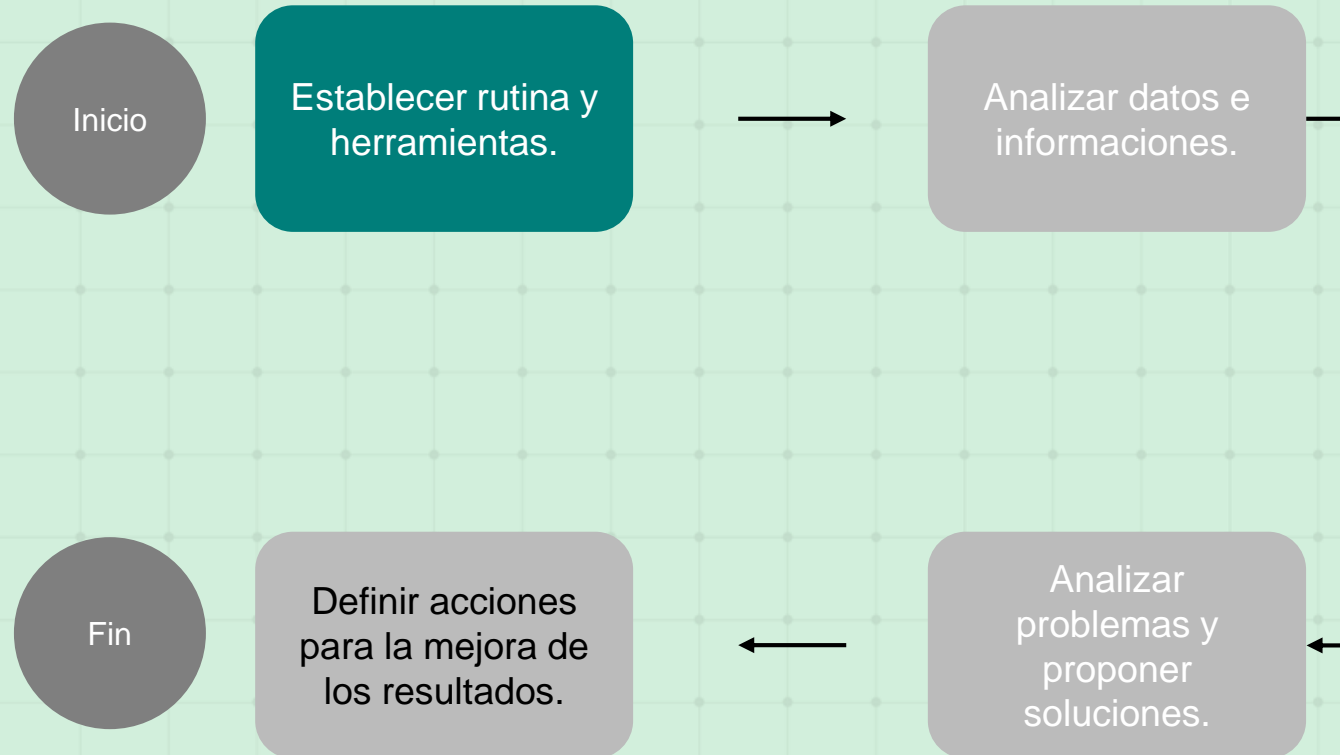 Inicio
Establecer rutina y
herramientas.
Analizar datos e
informaciones.
Fin
Definir acciones
para la mejora de
los resultados.
Analizar
problemas y
proponer
soluciones.